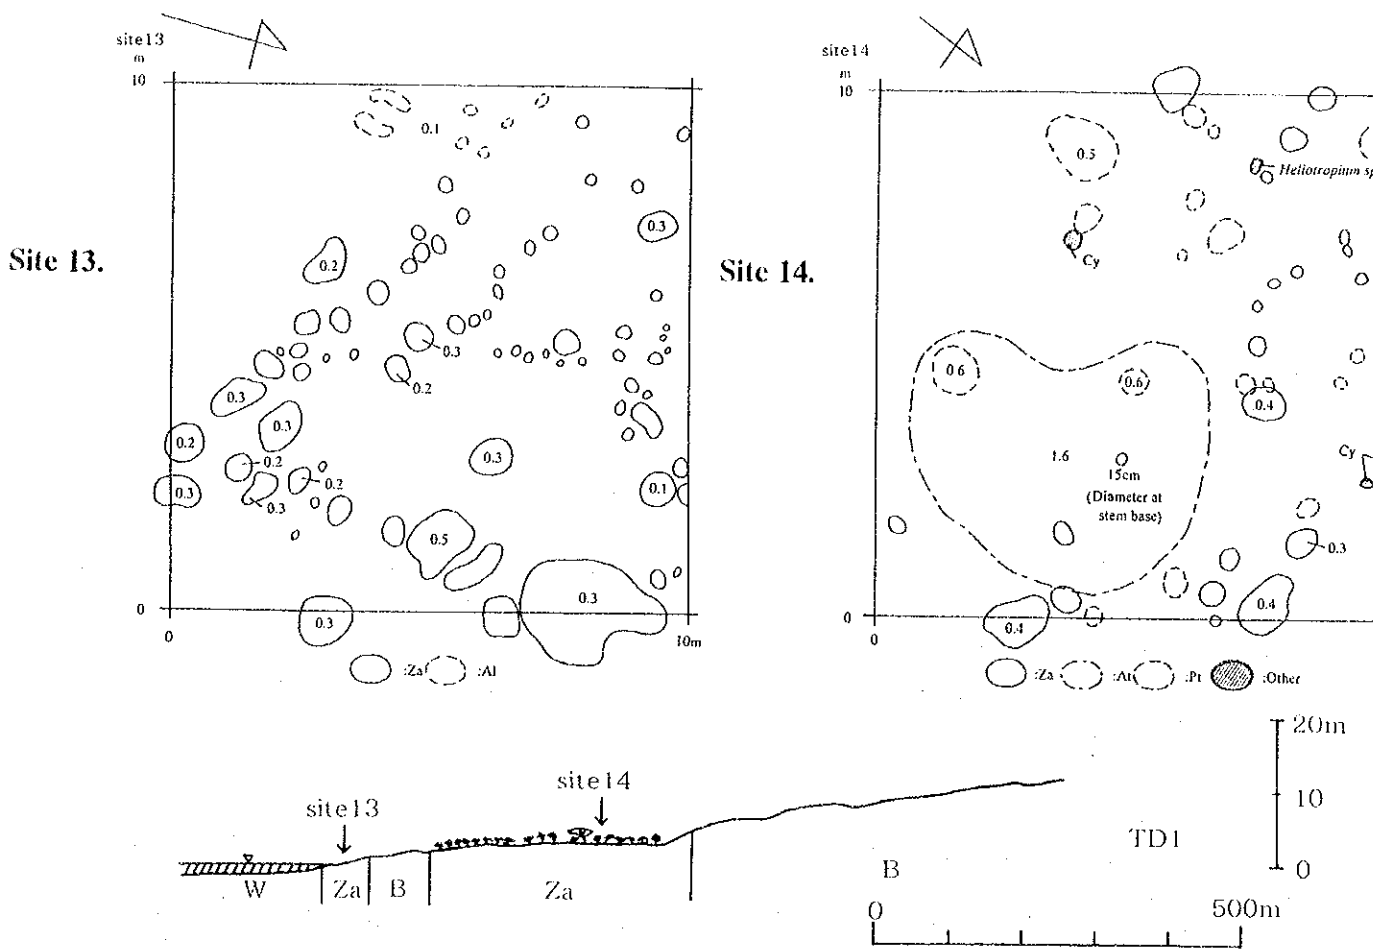 site13
m
10
0.1
0.3
Site 13.
0.2
0.3
0.2
0.3
0.3
0.2
0.2
0.3
0.2
0.3
0.3
0.1
0.5
0.3
0
0.3
0
10m
:Za
:Al
site14
m
10
0.5
Heliotropium sp
Cy
Site 14.
0.6
0.6
0.4
1.6
15cm
(Diameter at
stem base)
Cy
0.3
0.4
0.4
0
0
:Za
:At
:Pt
:Other
20m
10
0
site13
site14
TD1
W
Za
B
Za
B
0
500m